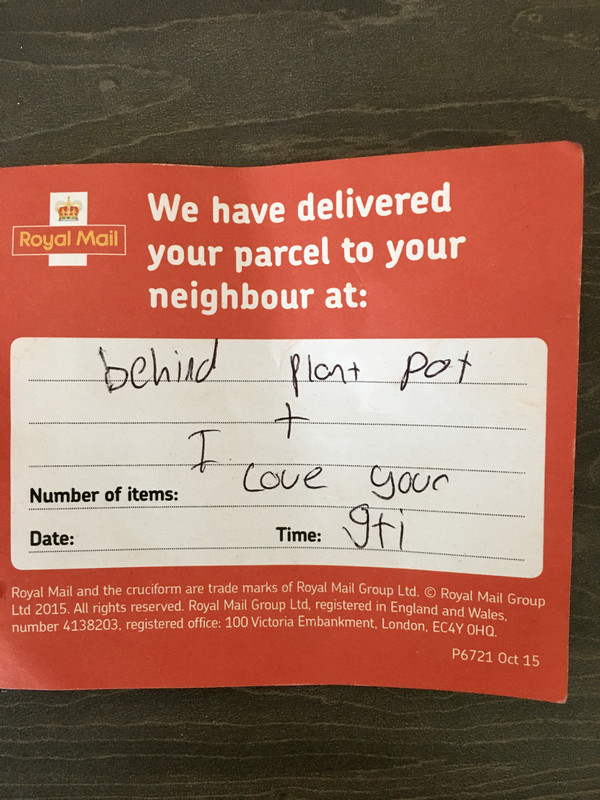 Royal Mail
We have delivered
your parcel to your
neighbour at:
behind plant pot
+
I love your
Number of items:
Date: Time: gti
Royal Mail and the cruciform are trade marks of Royal Mail Group Ltd. © Royal Mail Group
Ltd 2015. All rights reserved. Royal Mail Group Ltd, registered in England and Wales,
number 4138203, registered office: 100 Victoria Embankment, London, EC4Y 0HQ.
P6721 Oct 15